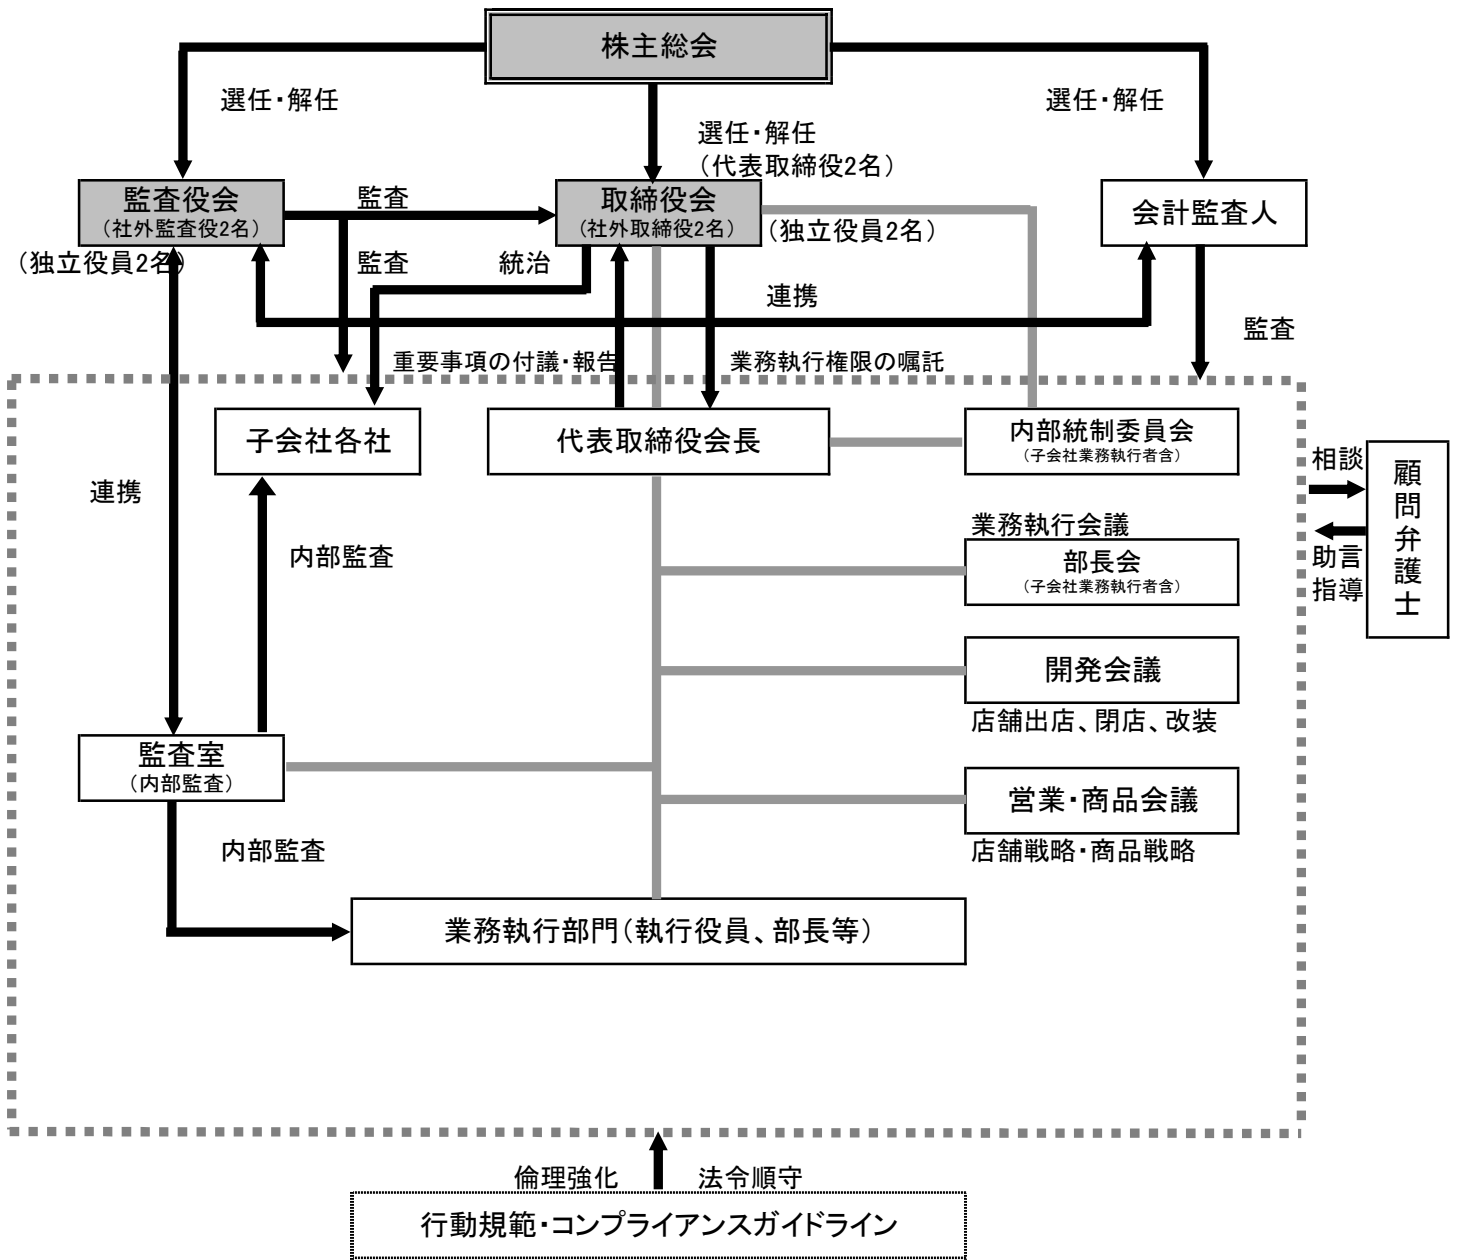 株主総会
選任・解任
選任・解任
選任・解任
（代表取締役2名）
監査役会
（社外監査役2名）
（独立役員2名）
監査
監査
取締役会
（社外取締役2名）
（独立役員2名）
会計監査人
統治
連携
監査
重要事項の付議・報告
業務執行権限の嘱託
子会社各社
代表取締役会長
内部統制委員会
（子会社業務執行者含）
相談
顧問弁護士
助言
指導
連携
内部監査
業務執行会議
部長会
（子会社業務執行者含）
開発会議
店舗出店、閉店、改装
監査室
（内部監査）
営業・商品会議
店舗戦略・商品戦略
内部監査
業務執行部門（執行役員、部長等）
倫理強化
法令順守
行動規範・コンプライアンスガイドライン